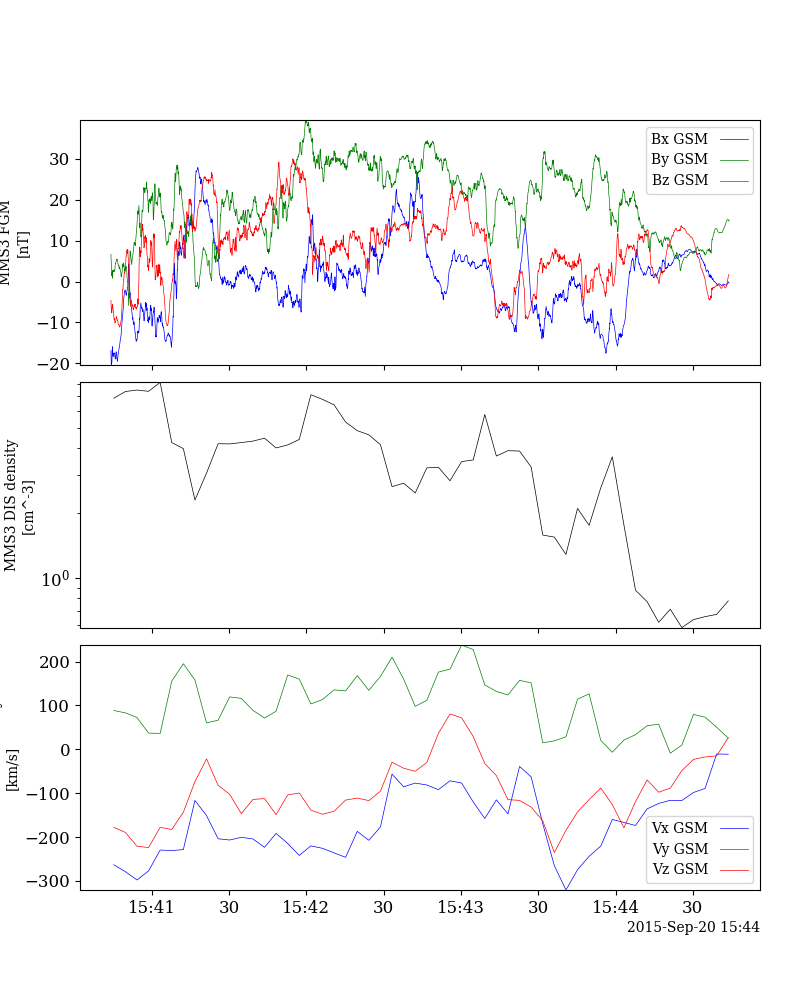 MMS3 FGM
[nT]
30
20
10
0
−10
−20
Bx GSM
By GSM
Bz GSM
MMS3 DIS density
[cm^-3]
10^0
[km/s]
200
100
0
−100
−200
−300
Vx GSM
Vy GSM
Vz GSM
15:41
30
15:42
30
15:43
30
15:44
30
2015-Sep-20 15:44